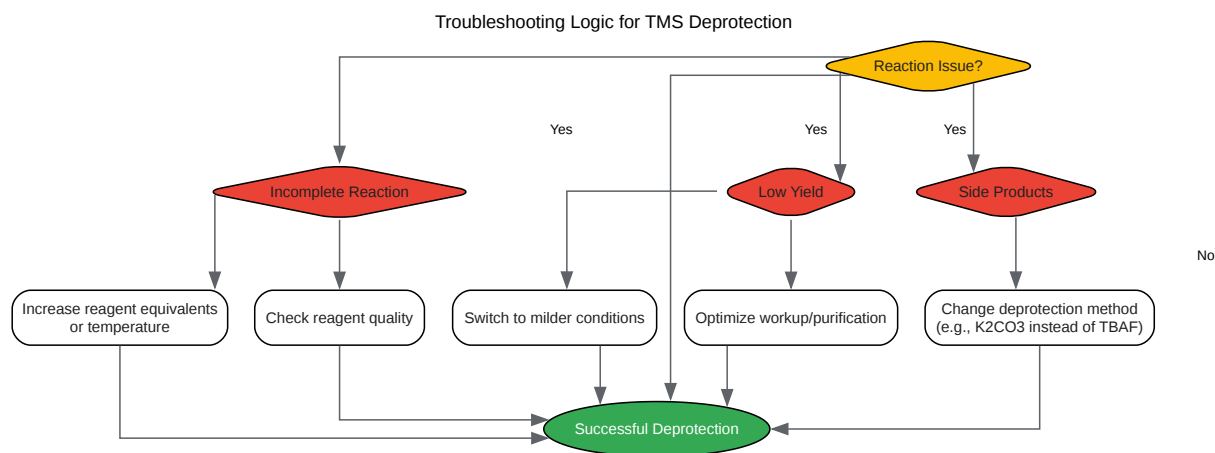 Troubleshooting Logic for TMS Deprotection
Reaction Issue?
Yes
Yes
Yes
Incomplete Reaction
Low Yield
Side Products
No
Increase reagent equivalents
or temperature
Check reagent quality
Switch to milder conditions
Optimize workup/purification
Change deprotection method
(e.g., K2CO3 instead of TBAF)
Successful Deprotection